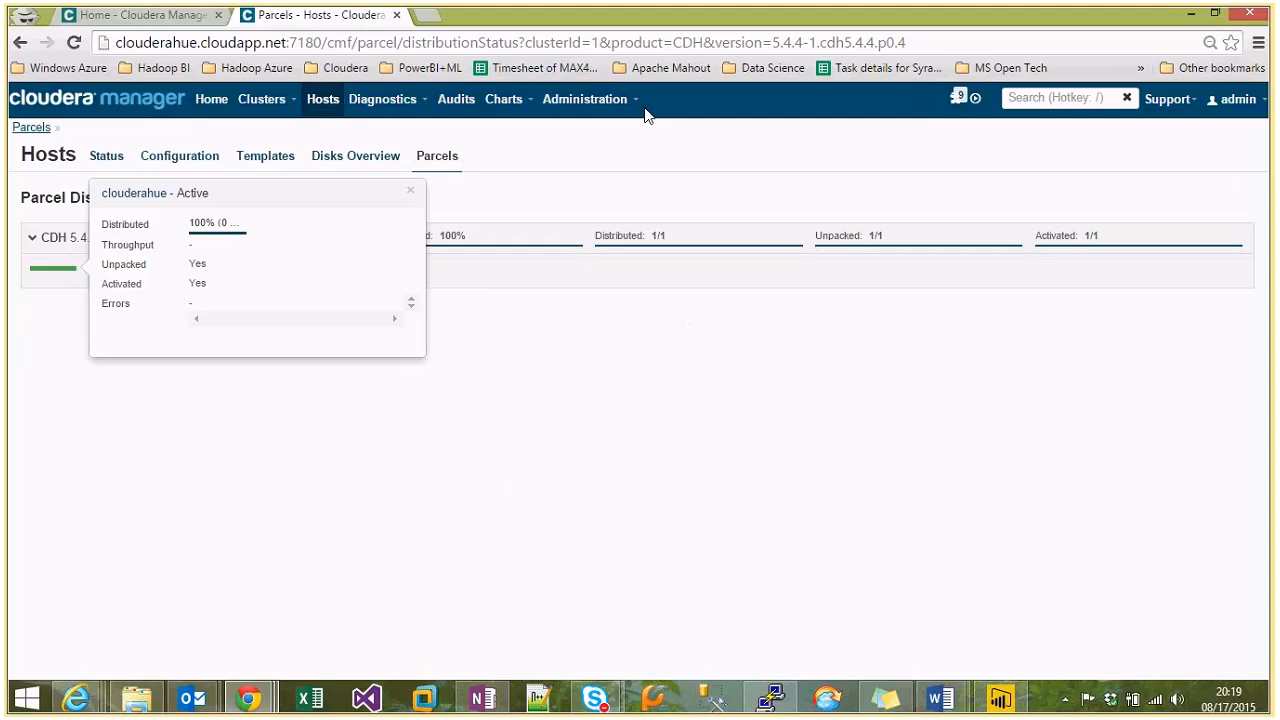 Home - Cloudera Manage
Parcels - Hosts - Cloudera
clouderahue.cloudapp.net:7180/cmf/parcel/distributionStatus?clusterId=1&product=CDH&version=5.4.4-1.cdh5.4.4.p0.4
Windows Azure Hadoop BI Hadoop Azure Cloudera PowerBI+ML Timesheet of MAX4... Apache Mahout Data Science Task details for Syra... MS Open Tech » Other bookmarks
cloudera manager Home Clusters Hosts Diagnostics Audits Charts Administration 9 Search (Hotkey: /) Support admin
Parcels »
Hosts Status Configuration Templates Disks Overview Parcels
Parcel Dis
clouderahue - Active
Distributed 100% (0 ...
Throughput -
Unpacked Yes
Activated Yes
Errors -
CDH 5.4. d: 100% Distributed: 1/1 Unpacked: 1/1 Activated: 1/1
20:19
08/17/2015